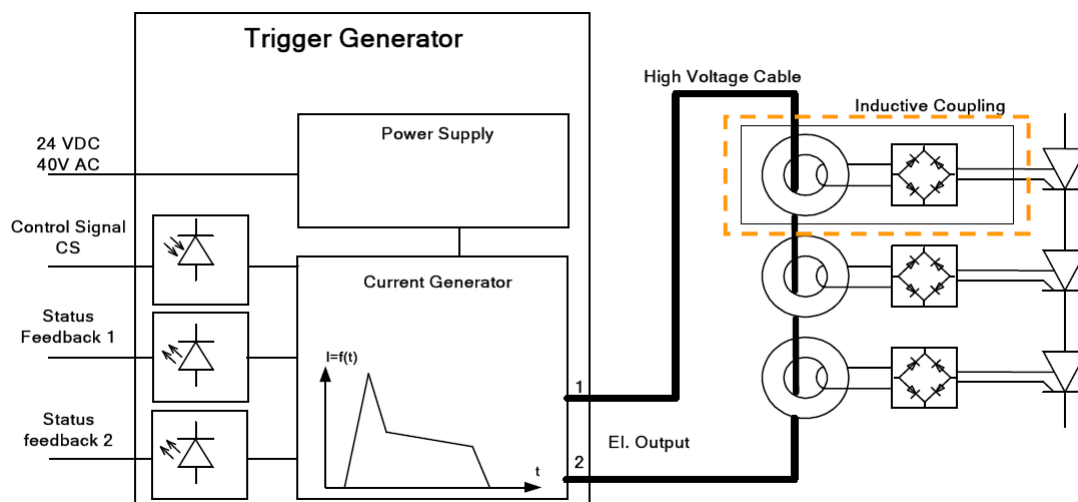 Trigger Generator
High Voltage Cable
Inductive Coupling
Power Supply
24 VDC
40V AC
Control Signal
CS
Current Generator
Status
Feedback 1
I=f(t)
1
Status
feedback 2
El. Output
t
2